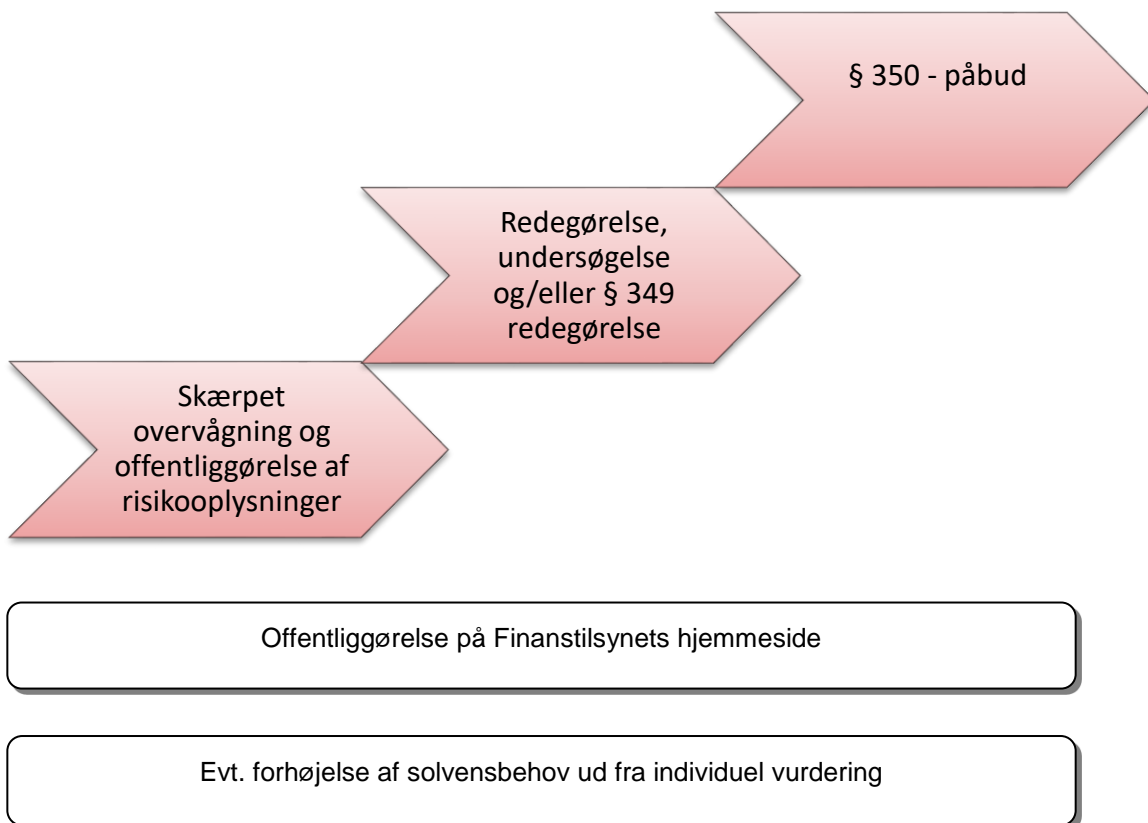 § 350 - påbud
Redegørelse,
undersøgelse
og/eller § 349
redegørelse
Skærpet
overvågning og
offentliggørelse af
risikooplysninger
Offentliggørelse på Finanstilsynets hjemmeside
Evt. forhøjelse af solvensbehov ud fra individuel vurdering